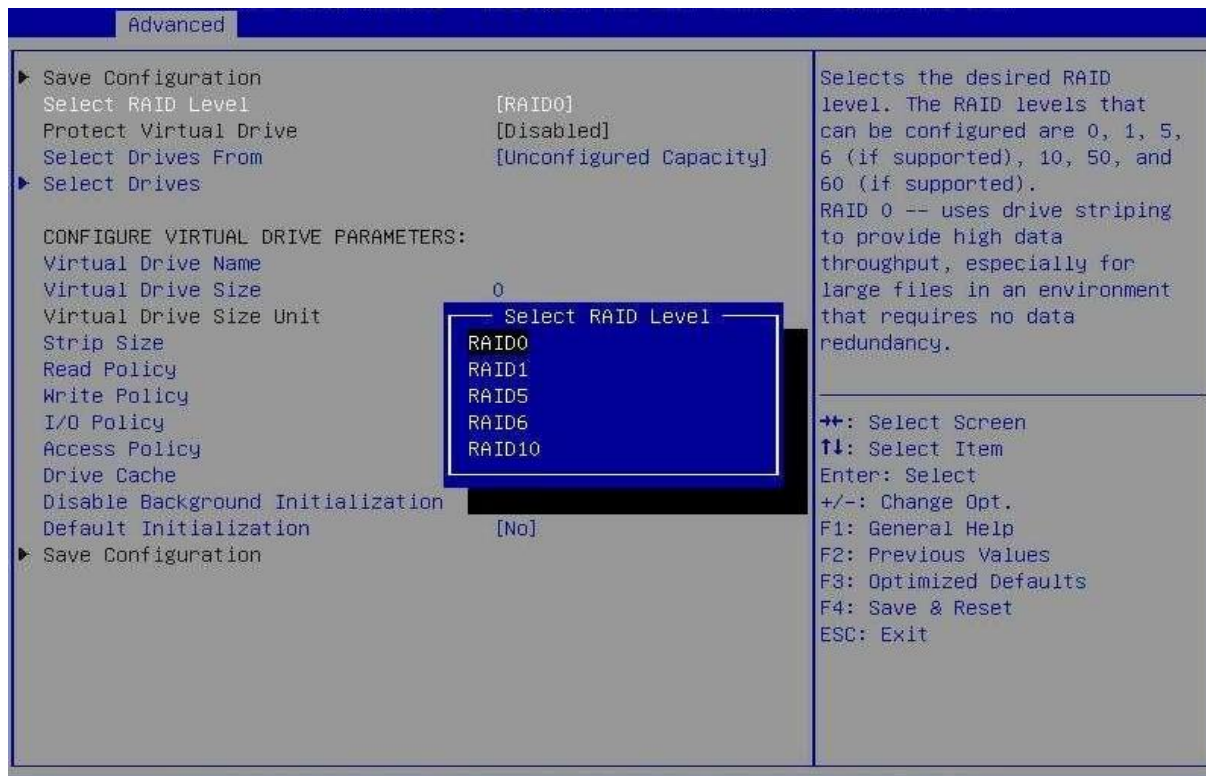 Advanced
Save Configuration
Select RAID Level [RAID0]
Protect Virtual Drive [Disabled]
Select Drives From [Unconfigured Capacity]
Select Drives
CONFIGURE VIRTUAL DRIVE PARAMETERS:
Virtual Drive Name
Virtual Drive Size 0
Virtual Drive Size Unit
Strip Size
Read Policy
Write Policy
I/O Policy
Access Policy
Drive Cache
Disable Background Initialization
Default Initialization [No]
Save Configuration
Select RAID Level
RAID0
RAID1
RAID5
RAID6
RAID10
Selects the desired RAID
level. The RAID levels that
can be configured are 0, 1, 5,
6 (if supported), 10, 50, and
60 (if supported).
RAID 0 -- uses drive striping
to provide high data
throughput, especially for
large files in an environment
that requires no data
redundancy.
→←: Select Screen
↑↓: Select Item
Enter: Select
+/-: Change Opt.
F1: General Help
F2: Previous Values
F3: Optimized Defaults
F4: Save & Reset
ESC: Exit